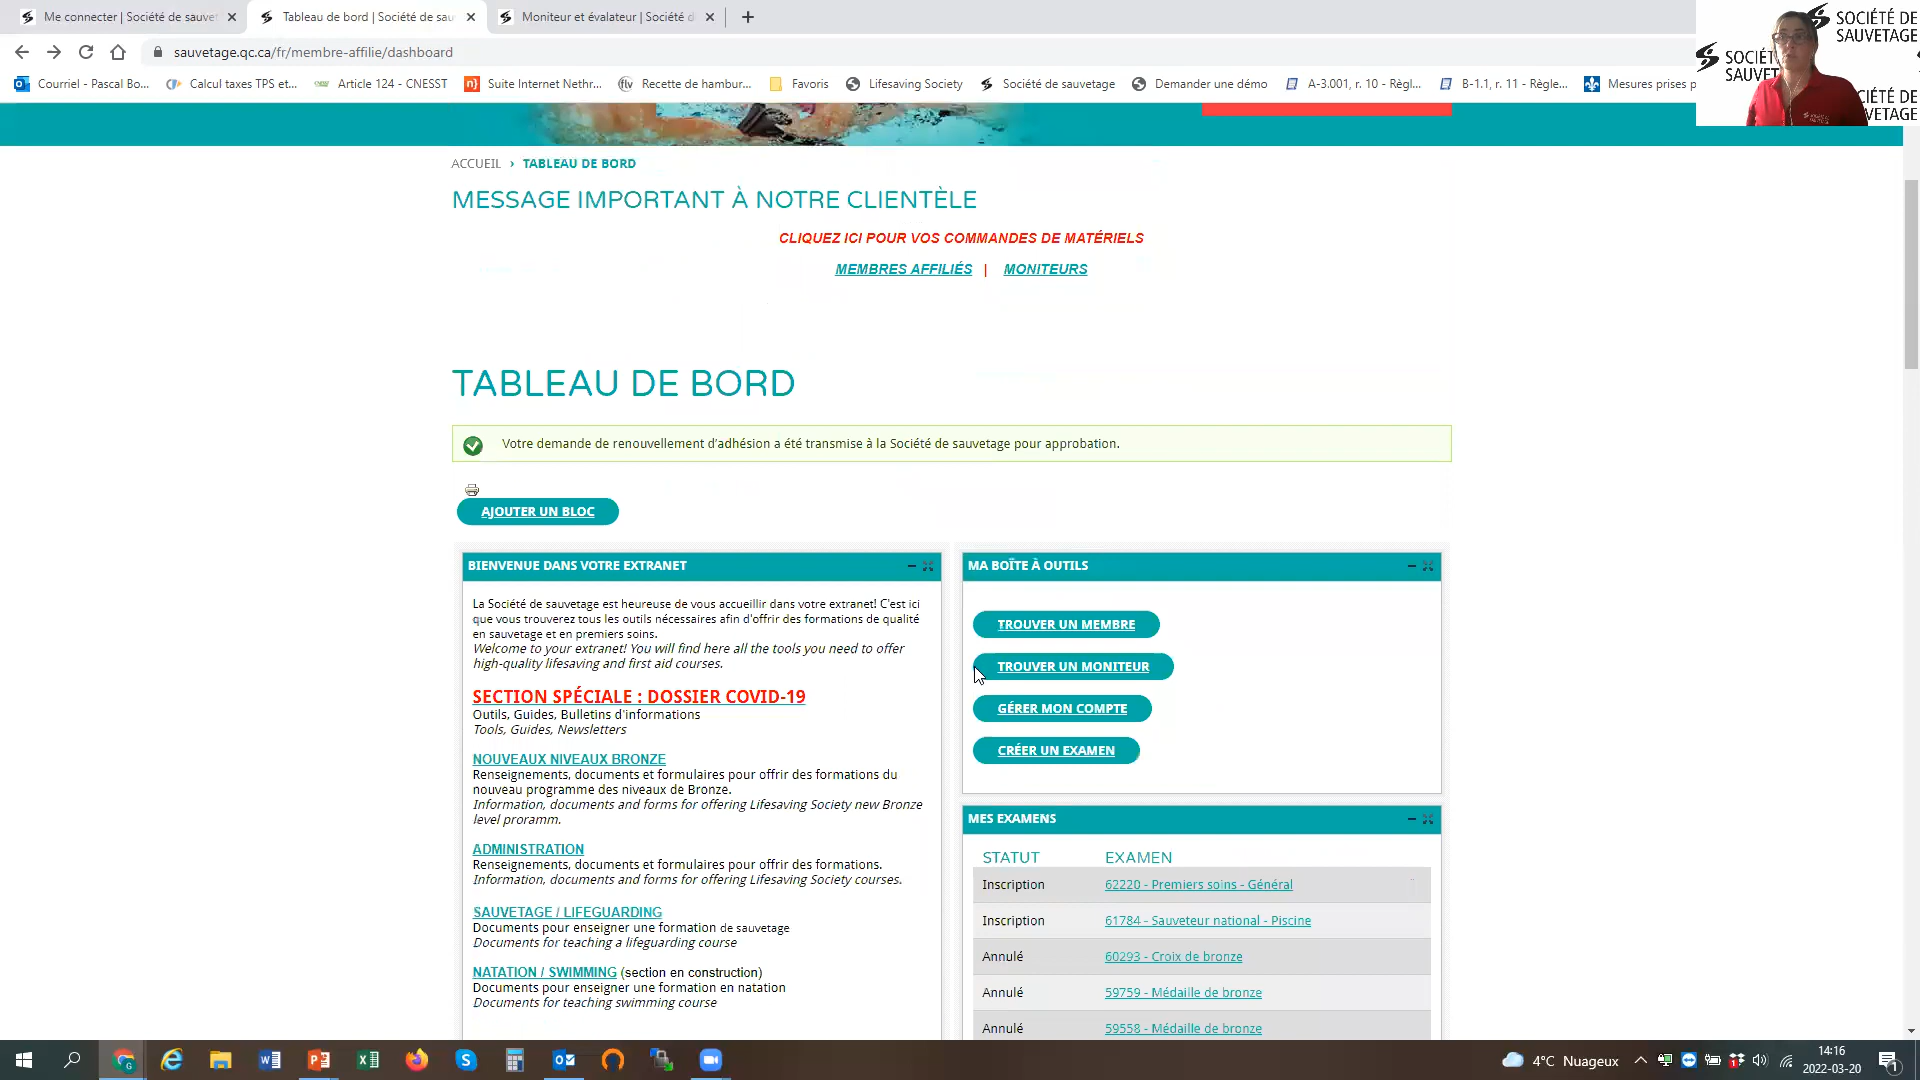 Me connecter | Société de sauvet
Tableau de bord | Société de sau
Moniteur et évalateur | Société d
sauvetage.qc.ca/fr/membre-affilie/dashboard
Courriel - Pascal Bo...
Calcul taxes TPS et...
Article 124 - CNESST
Suite Internet Nethr...
Recette de hambur...
Favoris
Lifesaving Society
Société de sauvetage
Demander une démo
A-3.001, r. 10 - Règl...
B-1.1, r. 11 - Règle...
Mesures prises p
SOCIÉTÉ DE
SAUVETAGE
SOCIÉT
SAUVET
CIÉTÉ DE
VETAGE
ACCUEIL › TABLEAU DE BORD
MESSAGE IMPORTANT À NOTRE CLIENTÈLE
CLIQUEZ ICI POUR VOS COMMANDES DE MATÉRIELS
MEMBRES AFFILIÉS | MONITEURS
TABLEAU DE BORD
Votre demande de renouvellement d'adhésion a été transmise à la Société de sauvetage pour approbation.
AJOUTER UN BLOC
BIENVENUE DANS VOTRE EXTRANET
La Société de sauvetage est heureuse de vous accueillir dans votre extranet! C'est ici
que vous trouverez tous les outils nécessaires afin d'offrir des formations de qualité
en sauvetage et en premiers soins.
Welcome to your extranet! You will find here all the tools you need to offer
high-quality lifesaving and first aid courses.
SECTION SPÉCIALE : DOSSIER COVID-19
Outils, Guides, Bulletins d'informations
Tools, Guides, Newsletters
NOUVEAUX NIVEAUX BRONZE
Renseignements, documents et formulaires pour offrir des formations du
nouveau programme des niveaux de Bronze.
Information, documents and forms for offering Lifesaving Society new Bronze
level proramm.
ADMINISTRATION
Renseignements, documents et formulaires pour offrir des formations.
Information, documents and forms for offering Lifesaving Society courses.
SAUVETAGE / LIFEGUARDING
Documents pour enseigner une formation de sauvetage
Documents for teaching a lifeguarding course
NATATION / SWIMMING (section en construction)
Documents pour enseigner une formation en natation
Documents for teaching swimming course
MA BOÎTE À OUTILS
TROUVER UN MEMBRE
TROUVER UN MONITEUR
GÉRER MON COMPTE
CRÉER UN EXAMEN
MES EXAMENS
STATUT EXAMEN
Inscription 62220 - Premiers soins - Général
Inscription 61784 - Sauveteur national - Piscine
Annulé 60293 - Croix de bronze
Annulé 59759 - Médaille de bronze
Annulé 59558 - Médaille de bronze
4°C Nuageux
14:16
2022-03-20